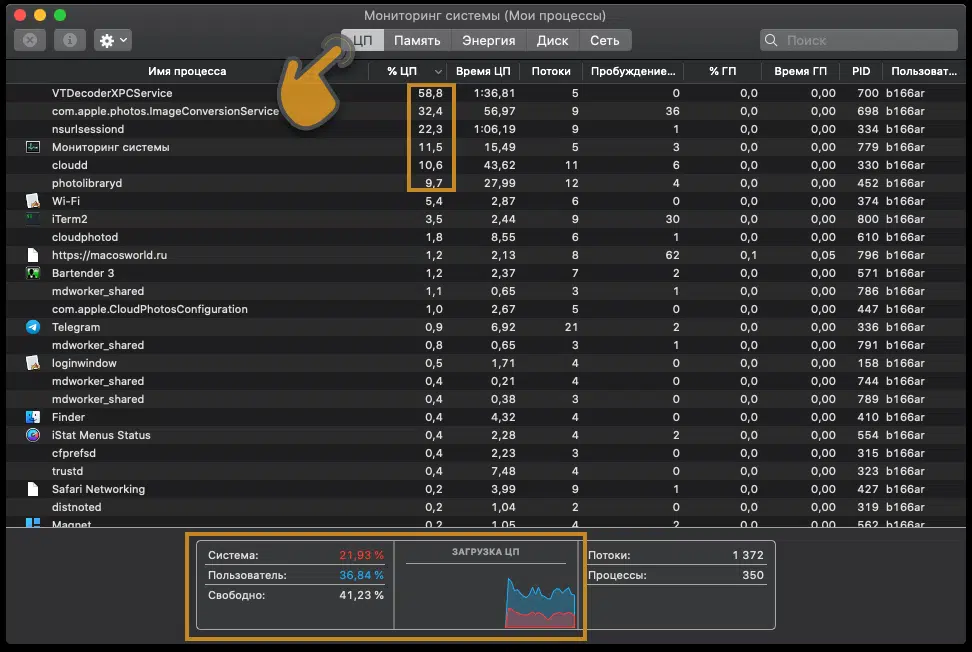 Мониторинг системы (Мои процессы)
ЦП Память Энергия Диск Сеть Поиск
Имя процесса % ЦП Время ЦП Потоки Пробуждение... % ГП Время ГП PID Пользоват...
VTDecoderXPCService 58,8 1:36,81 5 0 0,0 0,00 700 b166ar
com.apple.photos.ImageConversionService 32,4 56,97 9 36 0,0 0,00 698 b166ar
nsurlsessiond 22,3 1:06,19 9 1 0,0 0,00 334 b166ar
Мониторинг системы 11,5 15,49 5 3 0,0 0,00 779 b166ar
cloudd 10,6 43,62 11 6 0,0 0,00 330 b166ar
photolibraryd 9,7 27,99 12 4 0,0 0,00 452 b166ar
Wi-Fi 5,4 2,87 6 0 0,0 0,00 374 b166ar
iTerm2 3,5 2,44 9 30 0,0 0,00 800 b166ar
cloudphotod 1,8 8,55 6 1 0,0 0,00 610 b166ar
https://macosworld.ru 1,2 2,13 8 62 0,1 0,05 796 b166ar
Bartender 3 1,2 2,37 7 2 0,0 0,00 571 b166ar
mdworker_shared 1,1 0,65 3 1 0,0 0,00 786 b166ar
com.apple.CloudPhotosConfiguration 1,0 2,67 5 0 0,0 0,00 447 b166ar
Telegram 0,9 6,92 21 2 0,0 0,00 336 b166ar
mdworker_shared 0,8 0,65 3 1 0,0 0,00 791 b166ar
loginwindow 0,5 1,71 4 0 0,0 0,00 158 b166ar
mdworker_shared 0,4 0,21 4 0 0,0 0,00 744 b166ar
mdworker_shared 0,4 0,38 3 0 0,0 0,00 789 b166ar
Finder 0,4 4,32 4 0 0,0 0,00 410 b166ar
iStat Menus Status 0,4 2,28 4 2 0,0 0,00 554 b166ar
cfprefsd 0,4 2,23 3 0 0,0 0,00 315 b166ar
trustd 0,4 7,48 4 0 0,0 0,00 323 b166ar
Safari Networking 0,2 3,99 9 1 0,0 0,00 427 b166ar
distnoted 0,2 1,04 2 0 0,0 0,00 319 b166ar
Magnet 0,2 1,05 4 2 0,0 0,00 562 b166ar
Система: 21,93 % ЗАГРУЗКА ЦП Потоки: 1 372
Пользователь: 36,84 % Процессы: 350
Свободно: 41,23 %